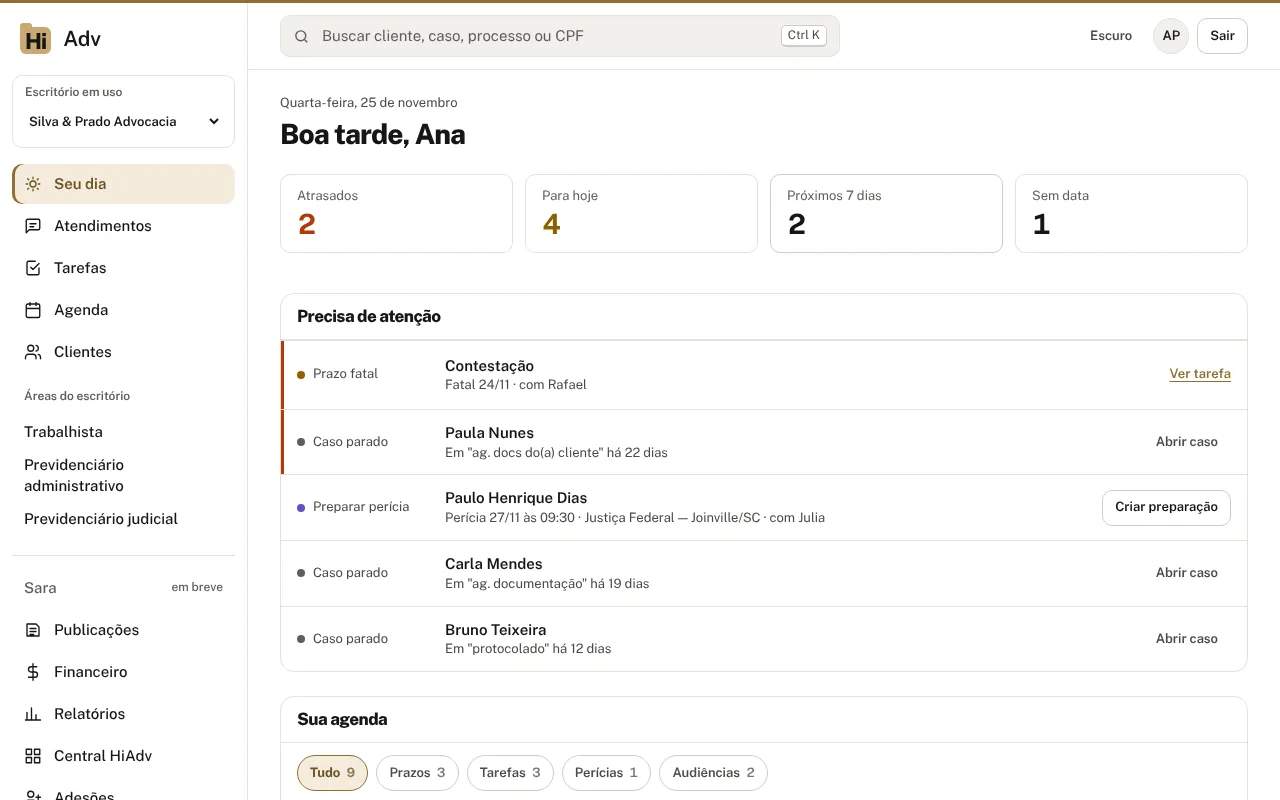 Hi Adv
Escritório em uso
Silva & Prado Advocacia
Seu dia
Atendimentos
Tarefas
Agenda
Clientes
Áreas do escritório
Trabalhista
Previdenciário
administrativo
Previdenciário judicial
Sara em breve
Publicações
Financeiro
Relatórios
Central HiAdv
Adesões
Buscar cliente, caso, processo ou CPF Ctrl K
Escuro AP Sair
Quarta-feira, 25 de novembro
Boa tarde, Ana
Atrasados
2
Para hoje
4
Próximos 7 dias
2
Sem data
1
Precisa de atenção
Prazo fatal
Contestação
Fatal 24/11 · com Rafael
Ver tarefa
Caso parado
Paula Nunes
Em "ag. docs do(a) cliente" há 22 dias
Abrir caso
Preparar perícia
Paulo Henrique Dias
Perícia 27/11 às 09:30 · Justiça Federal — Joinville/SC · com Julia
Criar preparação
Caso parado
Carla Mendes
Em "ag. documentação" há 19 dias
Abrir caso
Caso parado
Bruno Teixeira
Em "protocolado" há 12 dias
Abrir caso
Sua agenda
Tudo 9 Prazos 3 Tarefas 3 Perícias 1 Audiências 2